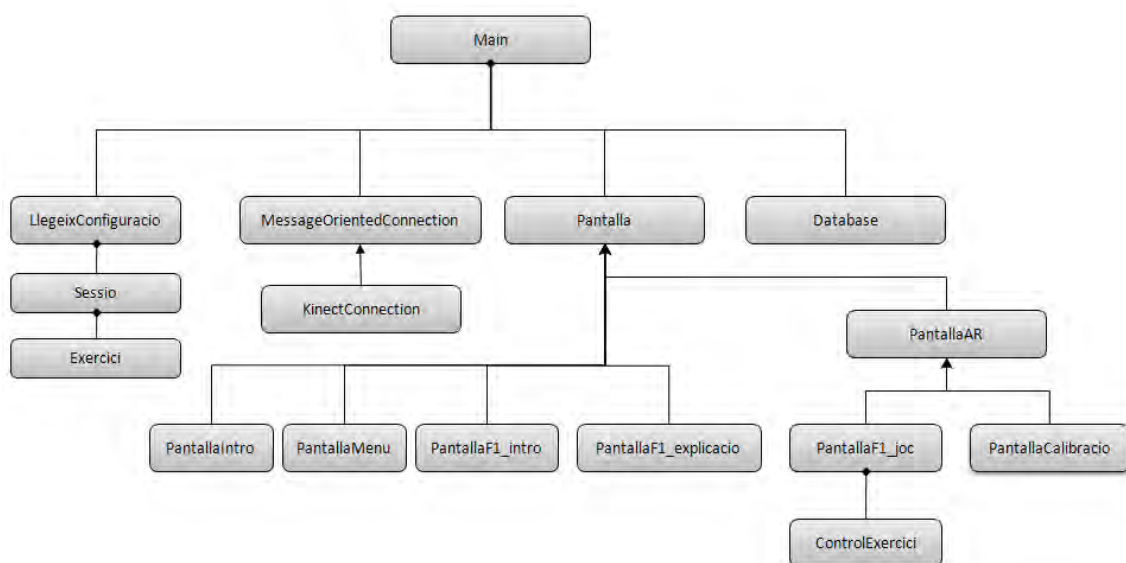 Main
LlegeixConfiguracio
MessageOrientedConnection
Pantalla
Database
Sessio
KinectConnection
Exercici
PantallaAR
PantallaIntro
PantallaMenu
PantallaF1_intro
PantallaF1_explicacio
PantallaF1_joc
PantallaCalibracio
ControlExercici